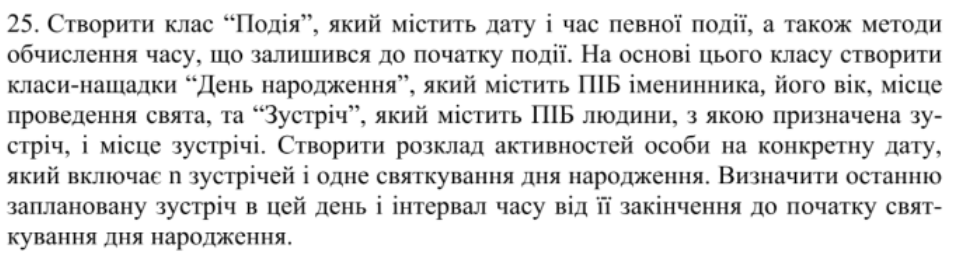 25. Створити клас “Подія”, який містить дату і час певної події, а також методи
обчислення часу, що залишився до початку події. На основі цього класу створити
класи-нащадки “День народження”, який містить ПІБ іменинника, його вік, місце
проведення свята, та “Зустріч”, який містить ПІБ людини, з якою призначена зу-
стріч, і місце зустрічі. Створити розклад активностей особи на конкретну дату,
який включає n зустрічей і одне святкування дня народження. Визначити останню
заплановану зустріч в цей день і інтервал часу від її закінчення до початку свят-
кування дня народження.